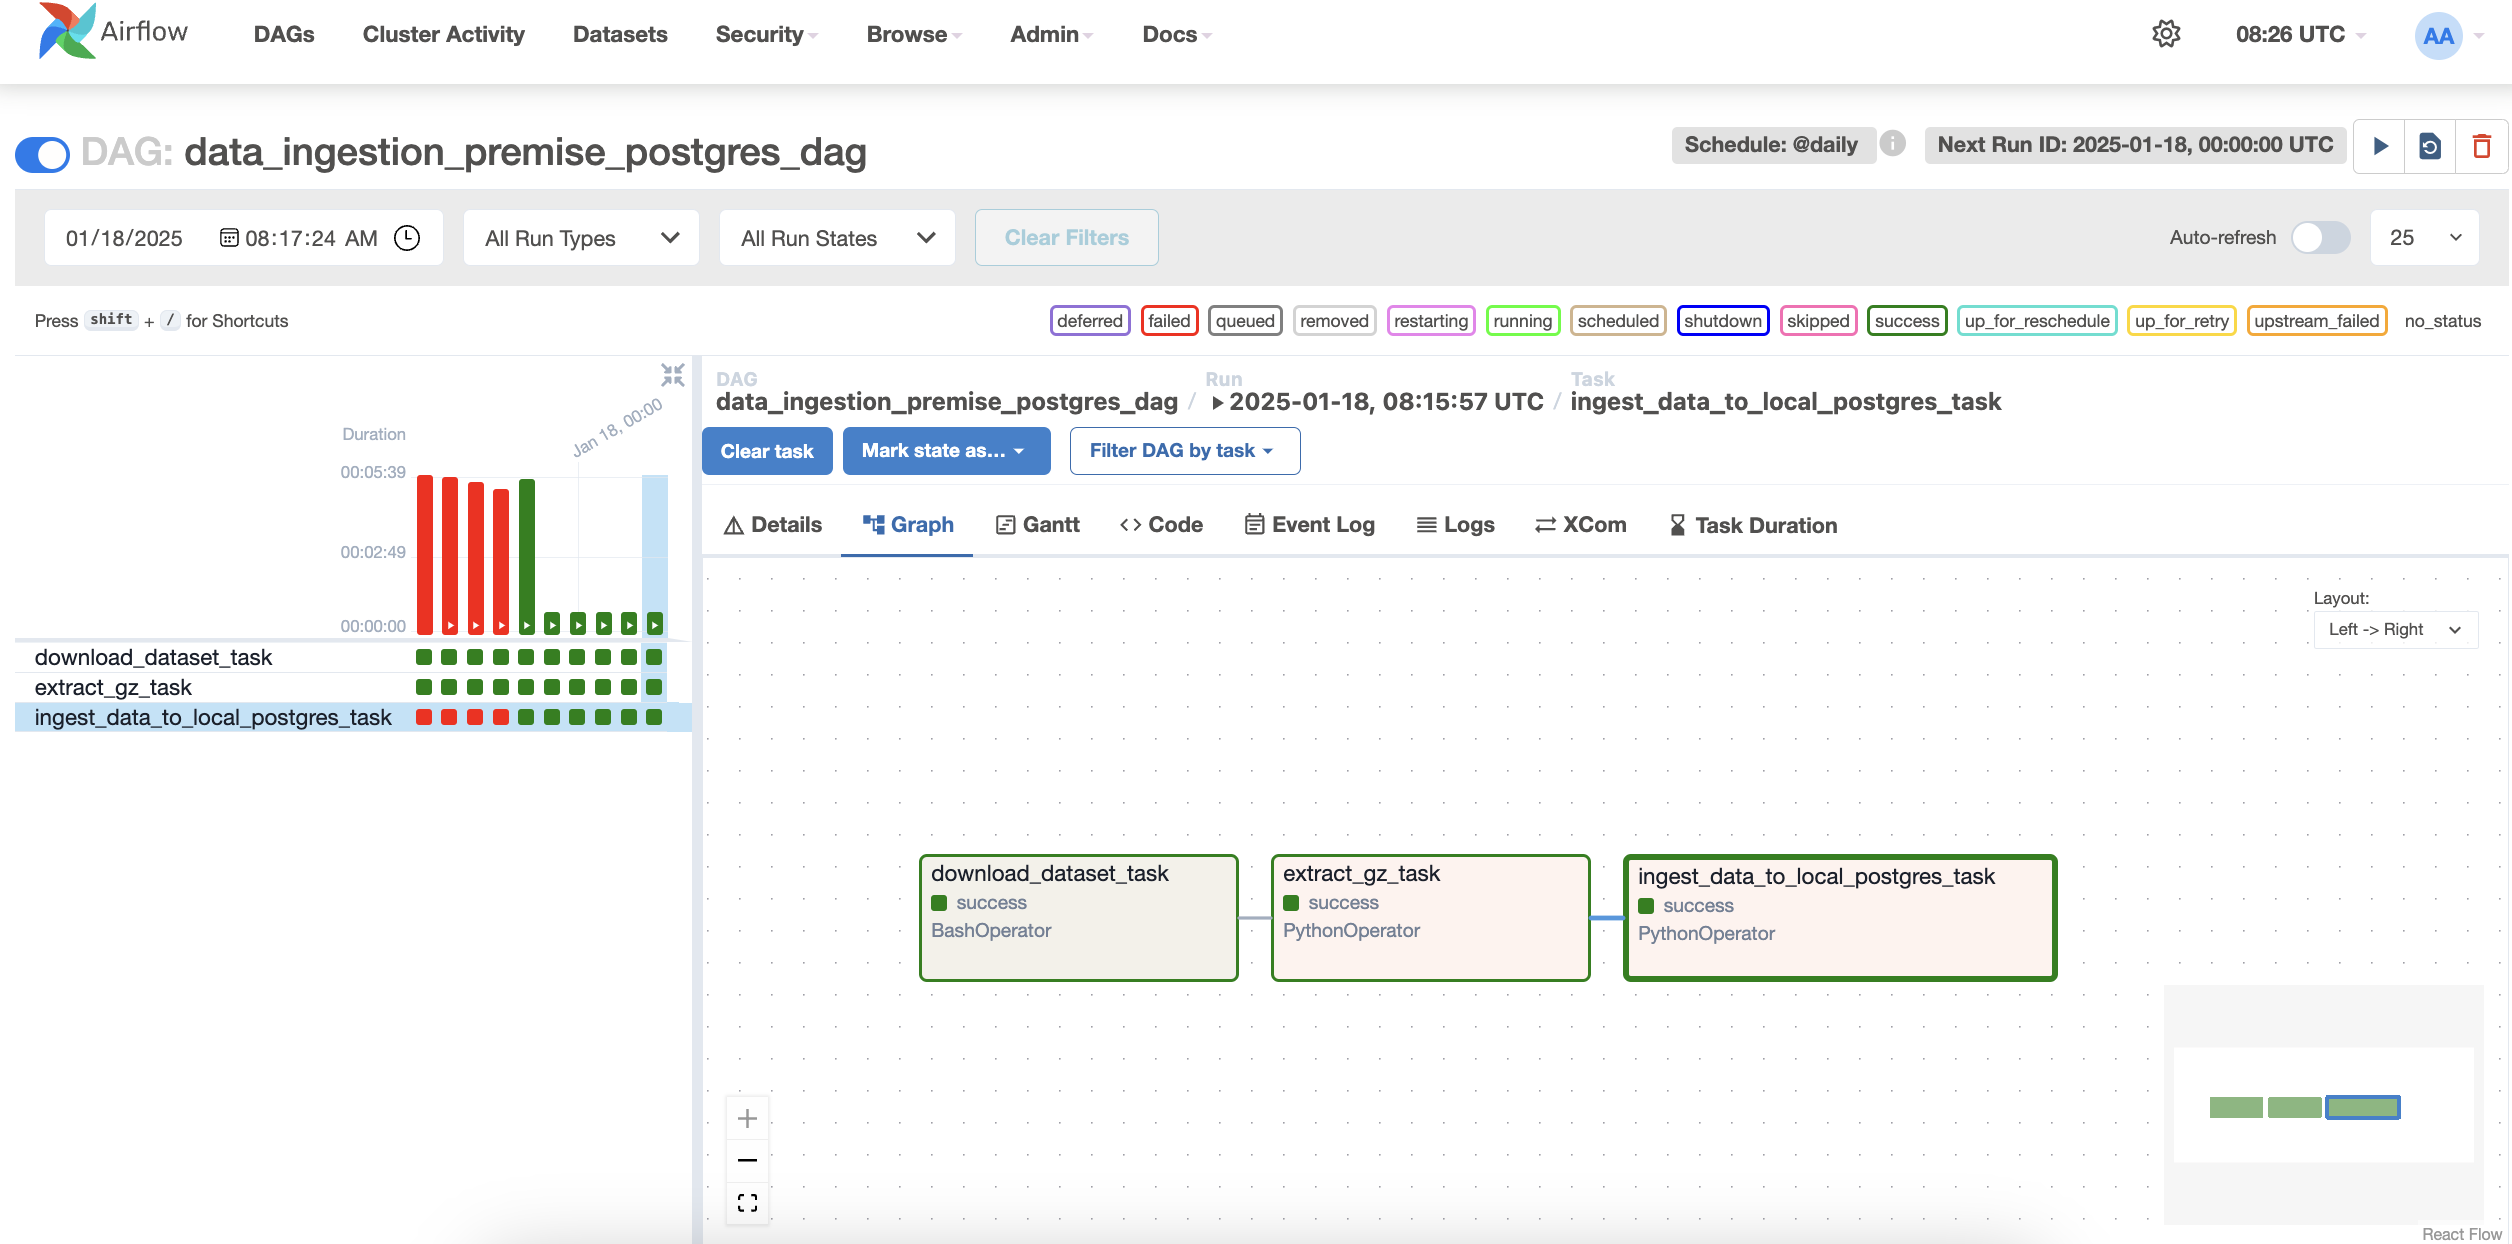 Airflow DAGs Cluster Activity Datasets Security Browse Admin Docs 08:26 UTC AA
DAG: data_ingestion_premise_postgres_dag
Schedule: @daily
Next Run ID: 2025-01-18, 00:00:00 UTC
01/18/2025 08:17:24 AM All Run Types All Run States Clear Filters Auto-refresh 25
Press shift + / for Shortcuts
deferred failed queued removed restarting running scheduled shutdown skipped success up_for_reschedule up_for_retry upstream_failed no_status
Duration
Jan 18, 00:00
00:05:39
00:02:49
00:00:00
download_dataset_task
extract_gz_task
ingest_data_to_local_postgres_task
DAG Run Task
data_ingestion_premise_postgres_dag / 2025-01-18, 08:15:57 UTC / ingest_data_to_local_postgres_task
Clear task Mark state as... Filter DAG by task
Details Graph Gantt Code Event Log Logs XCom Task Duration
Layout:
Left -> Right
download_dataset_task
success
BashOperator
extract_gz_task
success
PythonOperator
ingest_data_to_local_postgres_task
success
PythonOperator
React Flow